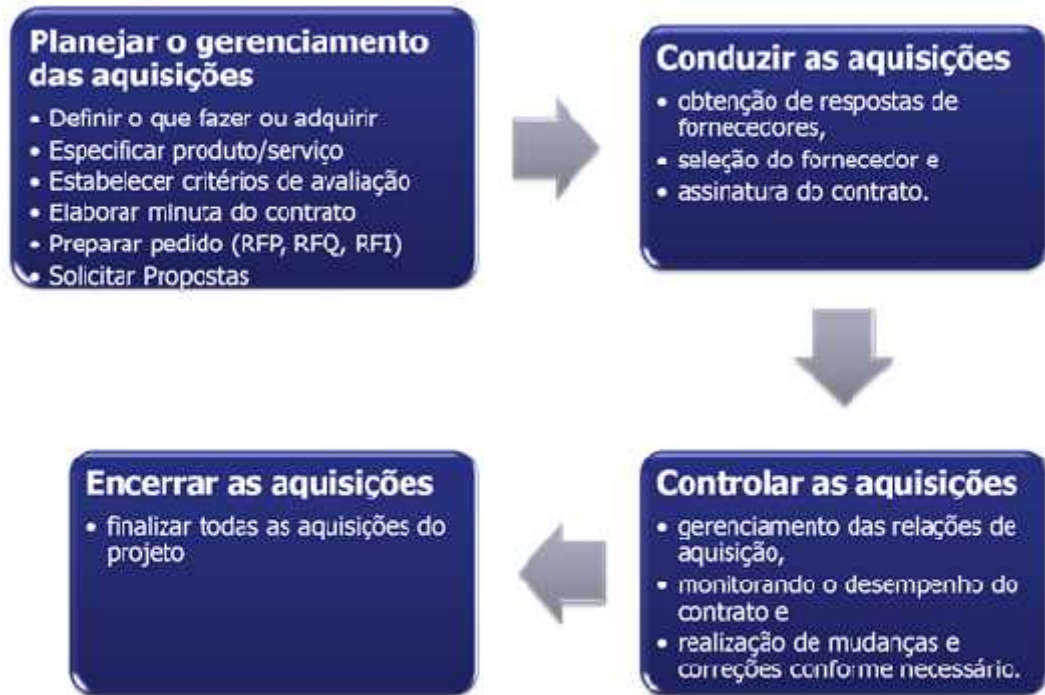 Planejar o gerenciamento
das aquisições
• Definir o que fazer ou adquirir
• Especificar produto/serviço
• Estabelecer critérios de avaliação
• Elaborar minuta do contrato
• Preparar pedido (RFP, RFQ, RFI)
• Solicitar Propostas
Conduzir as aquisições
• obtenção de respostas de
fornececores,
• seleção do fornecedor e
• assinatura do contrato.
Controlar as aquisições
• gerenciamento das relações de
aquisição,
• monitorando o desempenho do
contrato e
• realização de mudanças e
correções conforme necessário.
Encerrar as aquisições
• finalizar todas as aquisições do
projeto